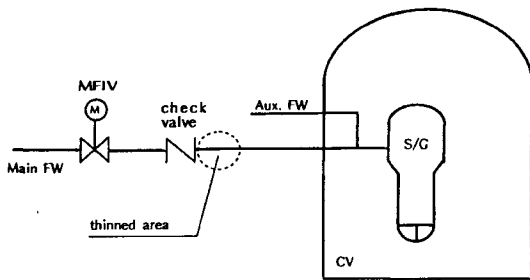 MFIV
M
check
valve
Aux. FW
S/G
Main FW
thinned area
CV